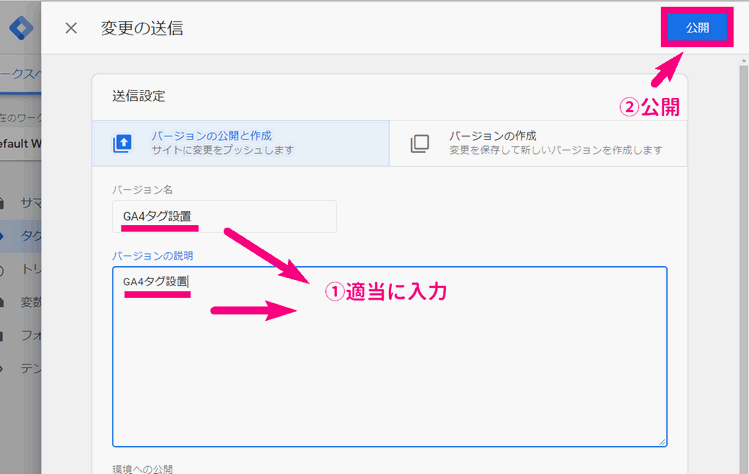 変更の送信
公開
②公開
送信設定
バージョンの公開と作成
サイトに変更をプッシュします
バージョンの作成
変更を保存して新しいバージョンを作成します
バージョン名
GA4タグ設置
バージョンの説明
GA4タグ設置
①適当に入力
環境への公開
ークスペ
在のワーク
efault W
サマ
タグ
トリ
変数
フォ
テン